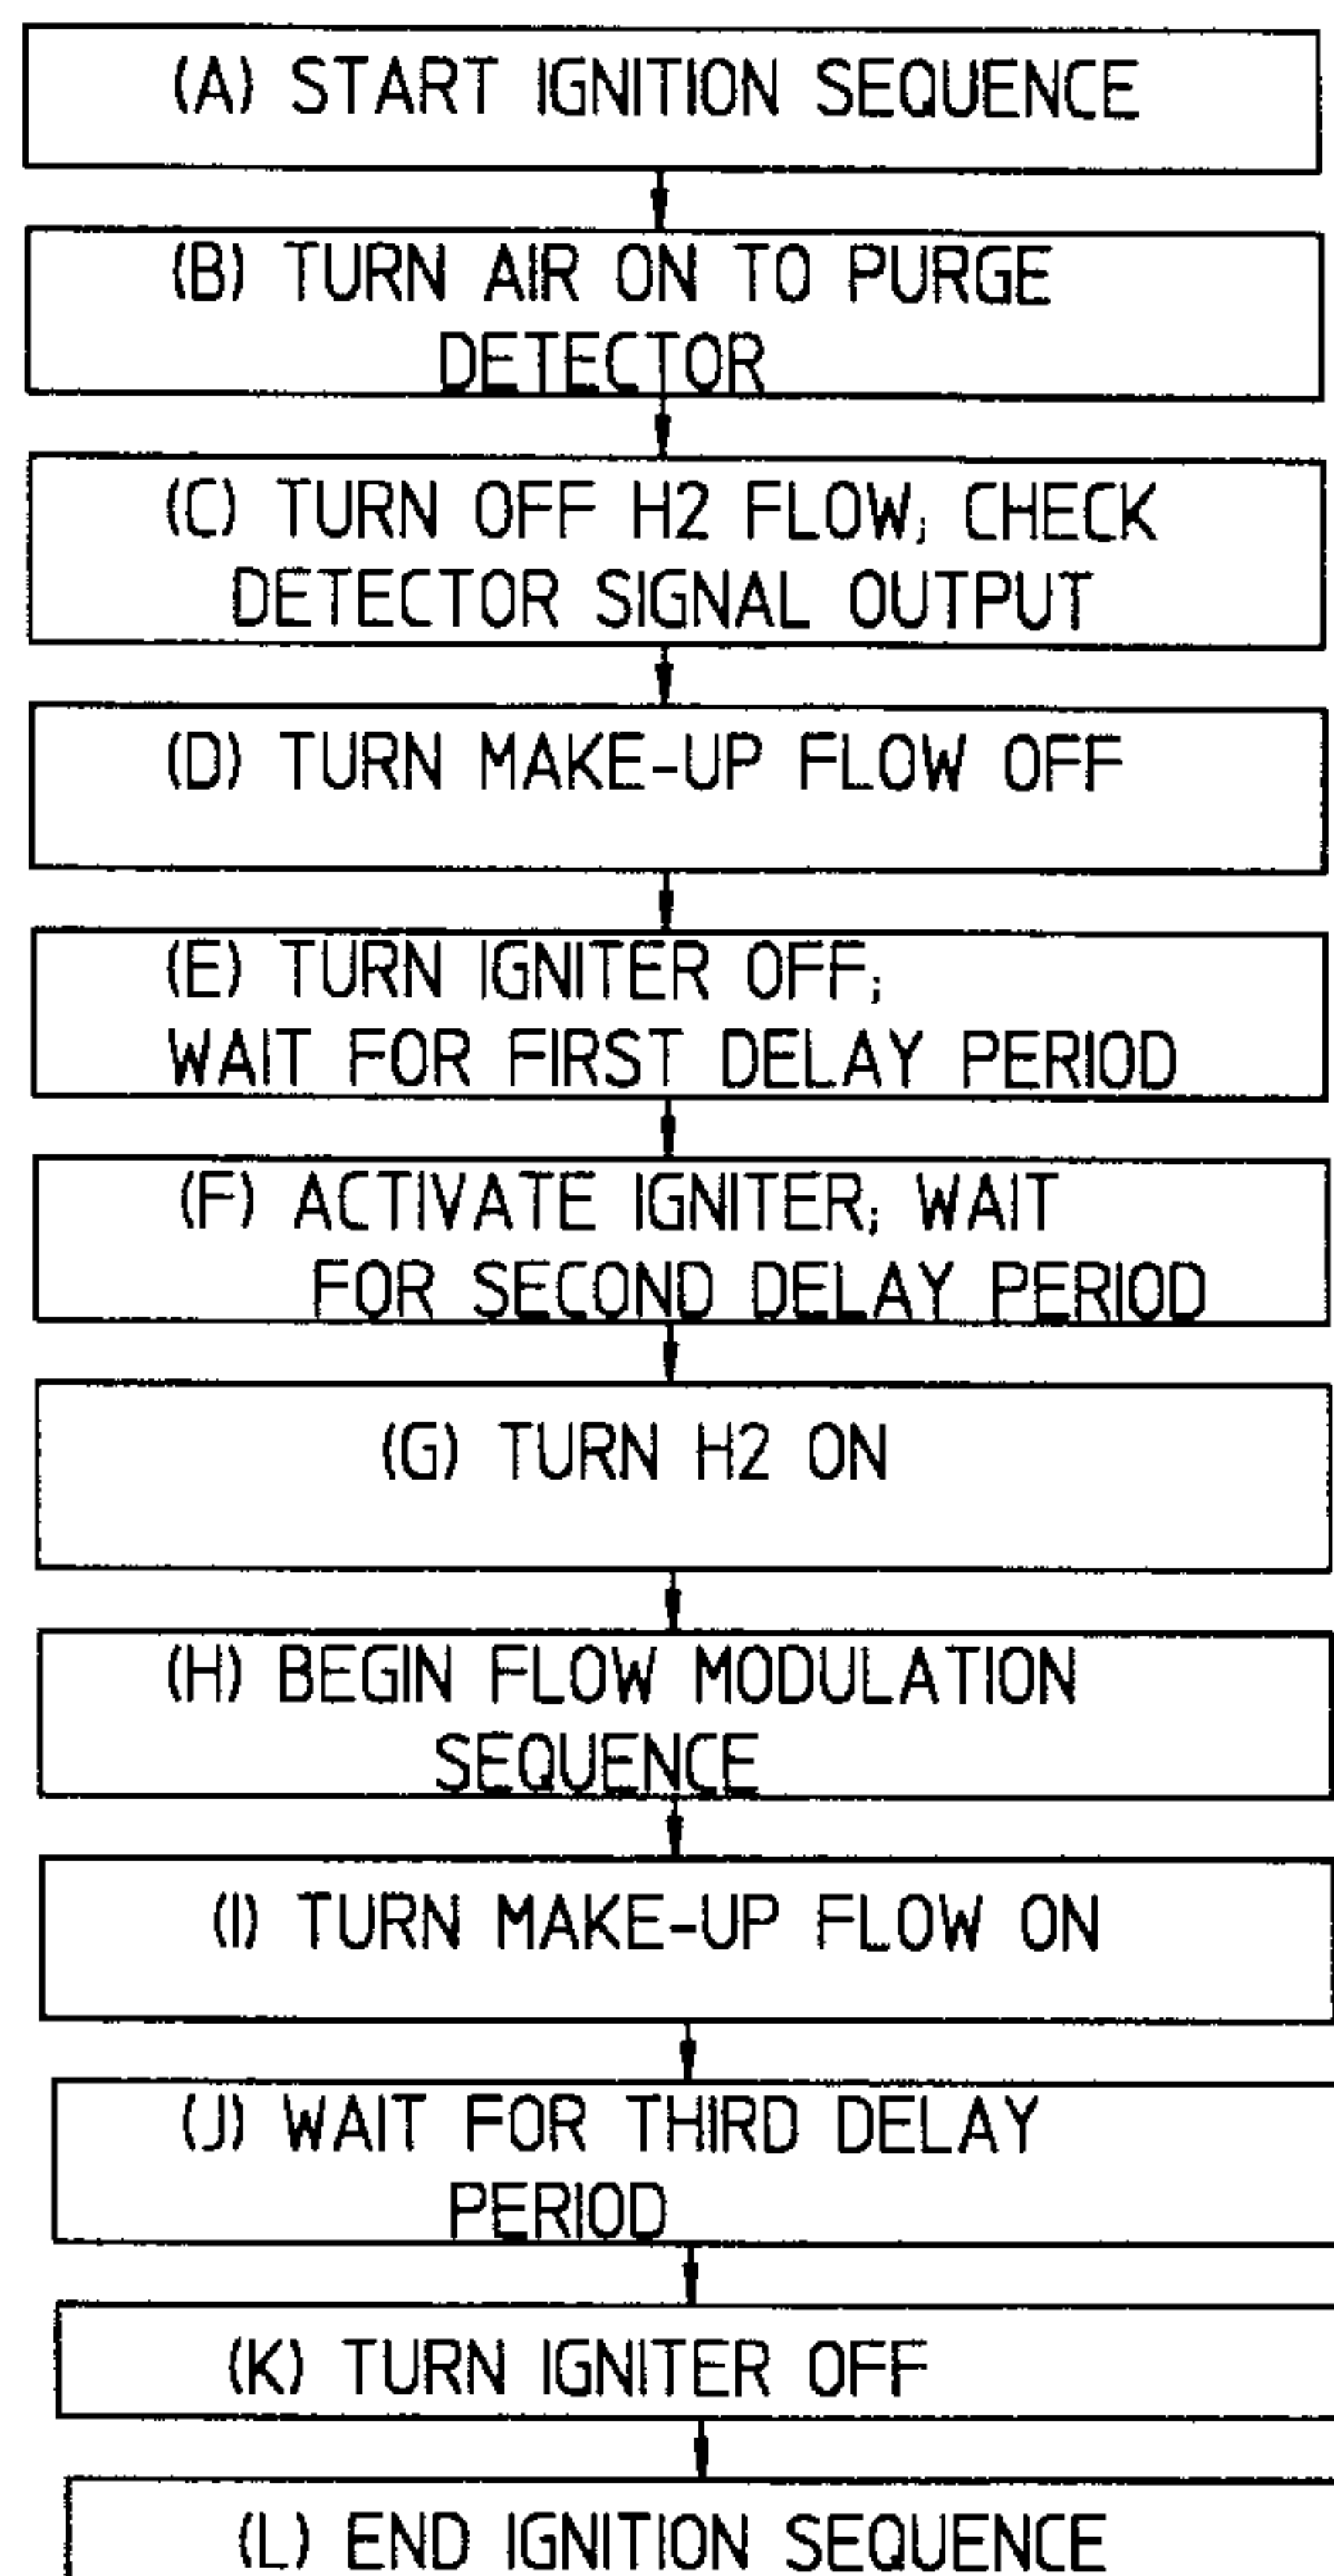 (A) START IGNITION SEQUENCE
(B) TURN AIR ON TO PURGE
DETECTOR
(C) TURN OFF H2 FLOW; CHECK
DETECTOR SIGNAL OUTPUT
(D) TURN MAKE-UP FLOW OFF
(E) TURN IGNITER OFF;
WAIT FOR FIRST DELAY PERIOD
(F) ACTIVATE IGNITER; WAIT
FOR SECOND DELAY PERIOD
(G) TURN H2 ON
(H) BEGIN FLOW MODULATION
SEQUENCE
(I) TURN MAKE-UP FLOW ON
(J) WAIT FOR THIRD DELAY
PERIOD
(K) TURN IGNITER OFF
(L) END IGNITION SEQUENCE